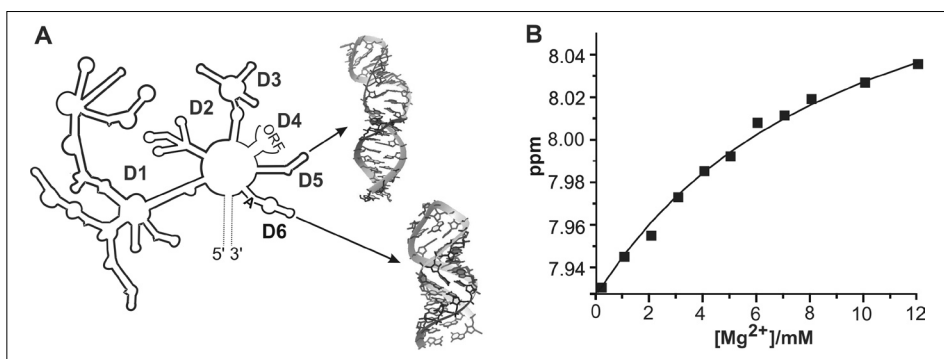 A
D3
D2
D4
ORF
D1
D5
A
D6
5' 3'
B
8.04
8.02
8.00
7.98
7.96
7.94
ppm
0 2 4 6 8 10 12
[Mg²⁺]/mM